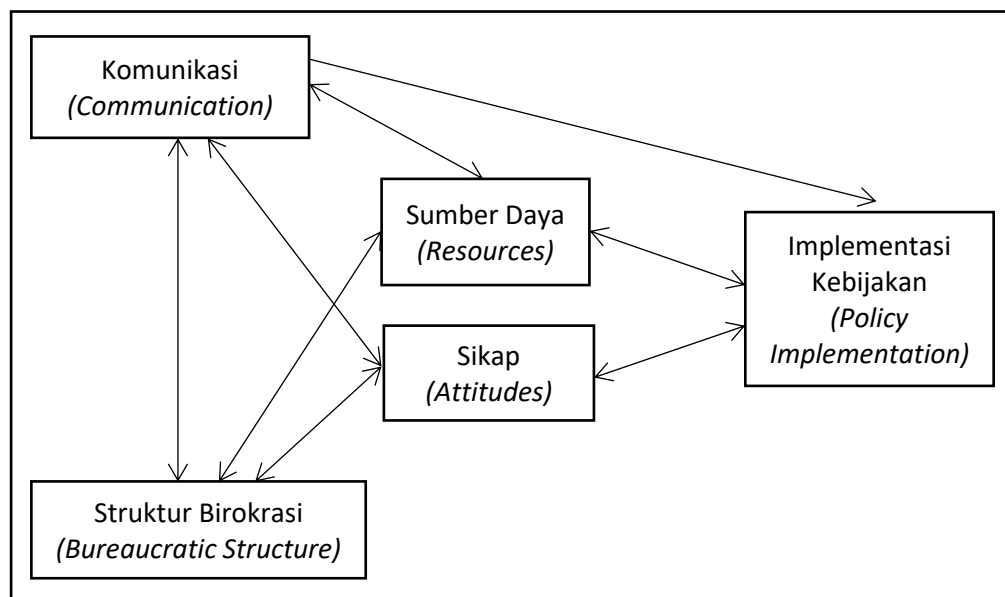 Komunikasi
(Communication)
Sumber Daya
(Resources)
Implementasi
Kebijakan
(Policy
Implementation)
Sikap
(Attitudes)
Struktur Birokrasi
(Bureaucratic Structure)